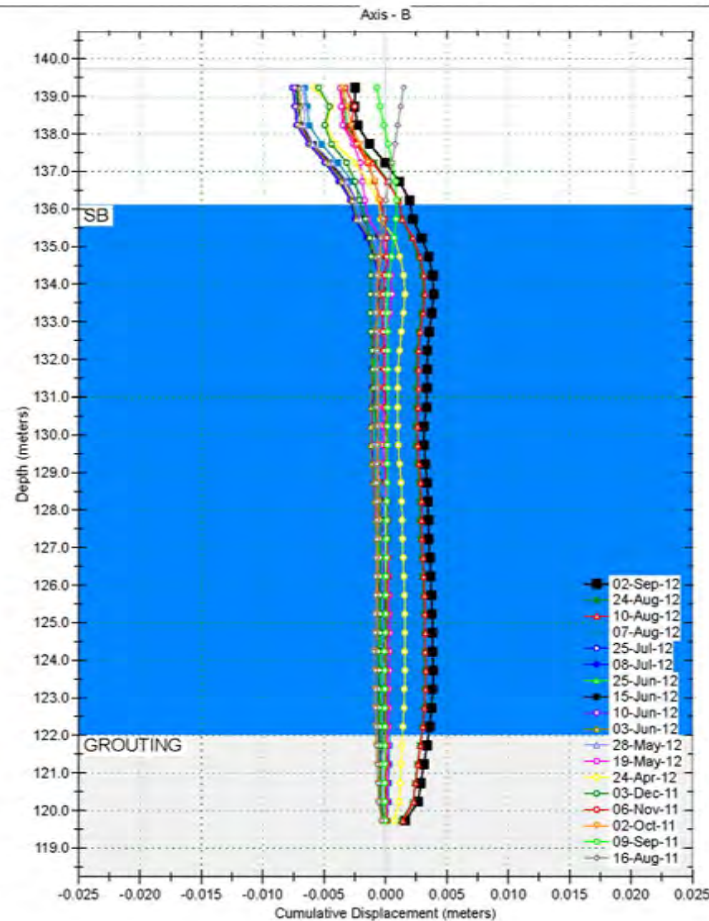 Axis - B
140.0
139.0
138.0
137.0
136.0
SB
135.0
134.0
133.0
132.0
131.0
130.0
129.0
128.0
127.0
126.0
125.0
124.0
123.0
122.0
GROUTING
121.0
120.0
119.0
Depth (meters)
02-Sep-12
24-Aug-12
10-Aug-12
07-Aug-12
25-Jul-12
08-Jul-12
25-Jun-12
15-Jun-12
10-Jun-12
03-Jun-12
28-May-12
19-May-12
24-Apr-12
03-Dec-11
06-Nov-11
02-Oct-11
09-Sep-11
16-Aug-11
-0.025 -0.020 -0.015 -0.010 -0.005 0.000 0.005 0.010 0.015 0.020 0.025
Cumulative Displacement (meters)